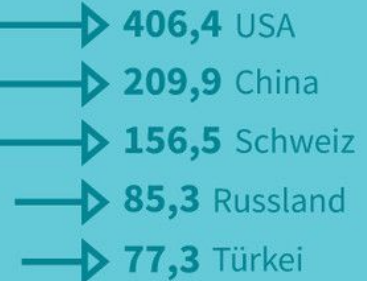 406,4 USA
209,9 China
156,5 Schweiz
85,3 Russland
77,3 Türkei